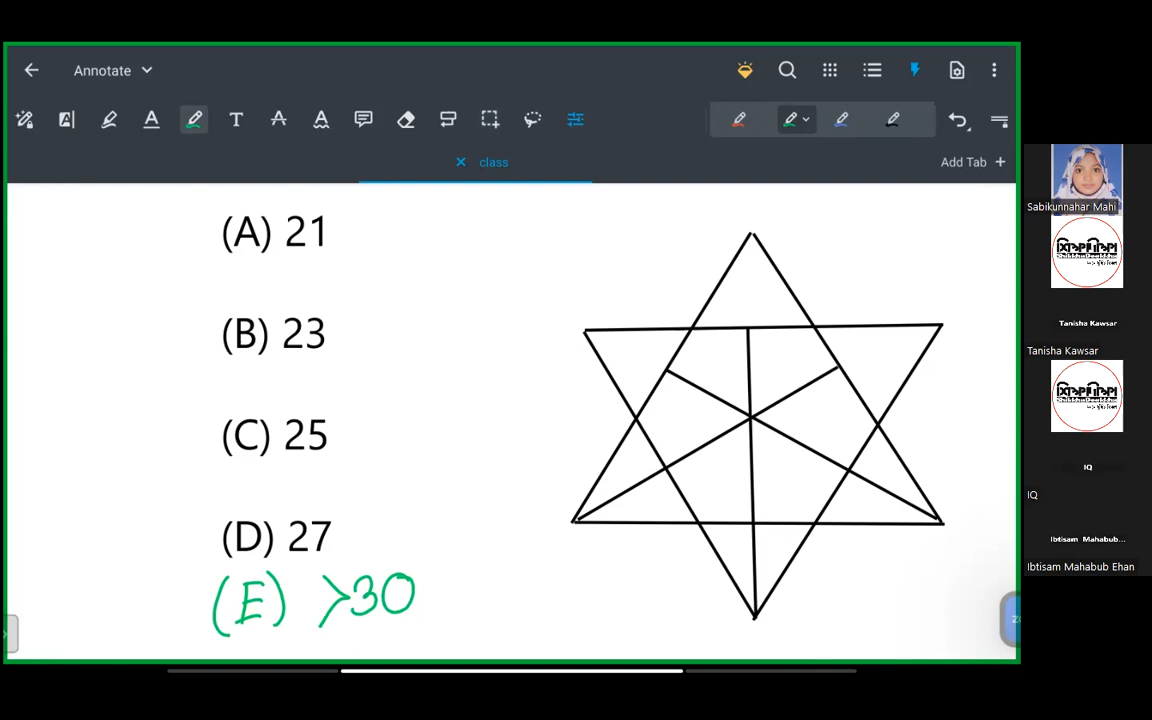 Annotate
class
Add Tab +
(A) 21
(B) 23
(C) 25
(D) 27
(E) >30
Sabikunnahar Mahi
Tanisha Kawsar
Tanisha Kawsar
IQ
IQ
Ibtisam Mahabub...
Ibtisam Mahabub Ehan